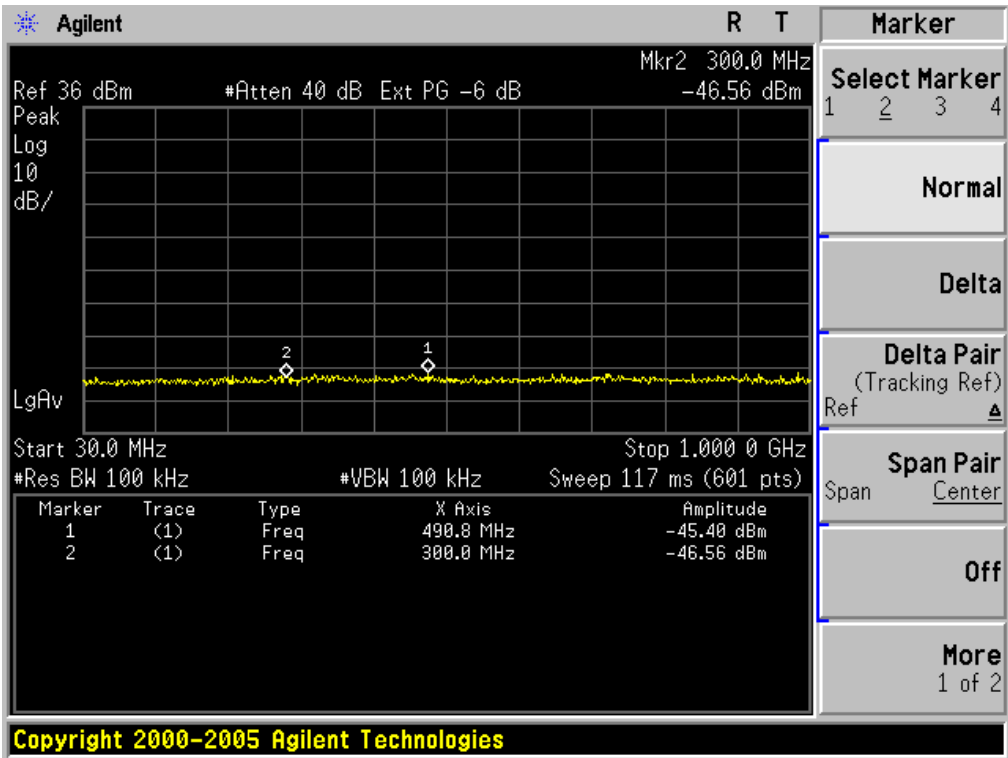 Agilent R T
Mkr2 300.0 MHz
Ref 36 dBm #Atten 40 dB Ext PG -6 dB -46.56 dBm
Peak
Log
10
dB/
2 1
LgAv
Start 30.0 MHz Stop 1.000 0 GHz
#Res BW 100 kHz #VBW 100 kHz Sweep 117 ms (601 pts)
Marker Trace Type X Axis Amplitude
1 (1) Freq 490.8 MHz -45.40 dBm
2 (1) Freq 300.0 MHz -46.56 dBm
Copyright 2000-2005 Agilent Technologies
Marker
Select Marker
1 2 3 4
Normal
Delta
Delta Pair
(Tracking Ref)
Ref Δ
Span Pair
Span Center
Off
More
1 of 2